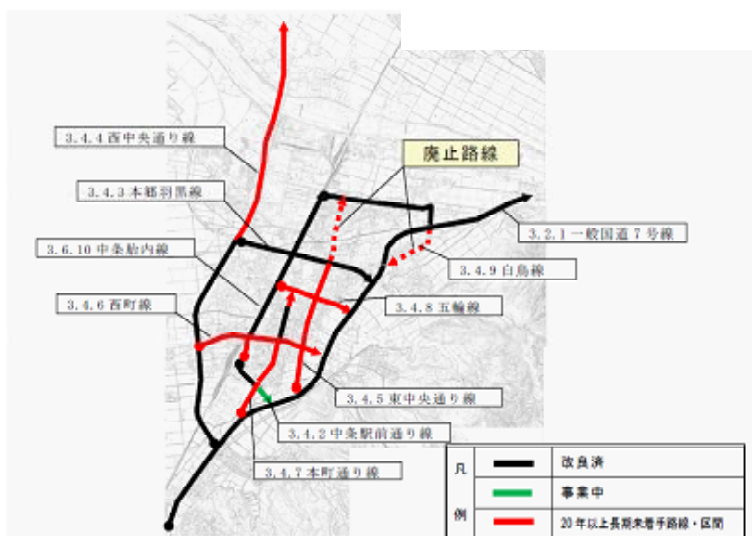 3.4.4西中央通り線
廃止路線
3.4.3本郷羽黒線
3.2.1一般国道7号線
3.6.10中条胎内線
3.4.9白鳥線
3.4.6西町線
3.4.8五輪線
3.4.5東中央通り線
3.4.2中条駅前通り線
3.4.7本町通り線
凡例
改良済
事業中
20年以上長期未着手路線・区間